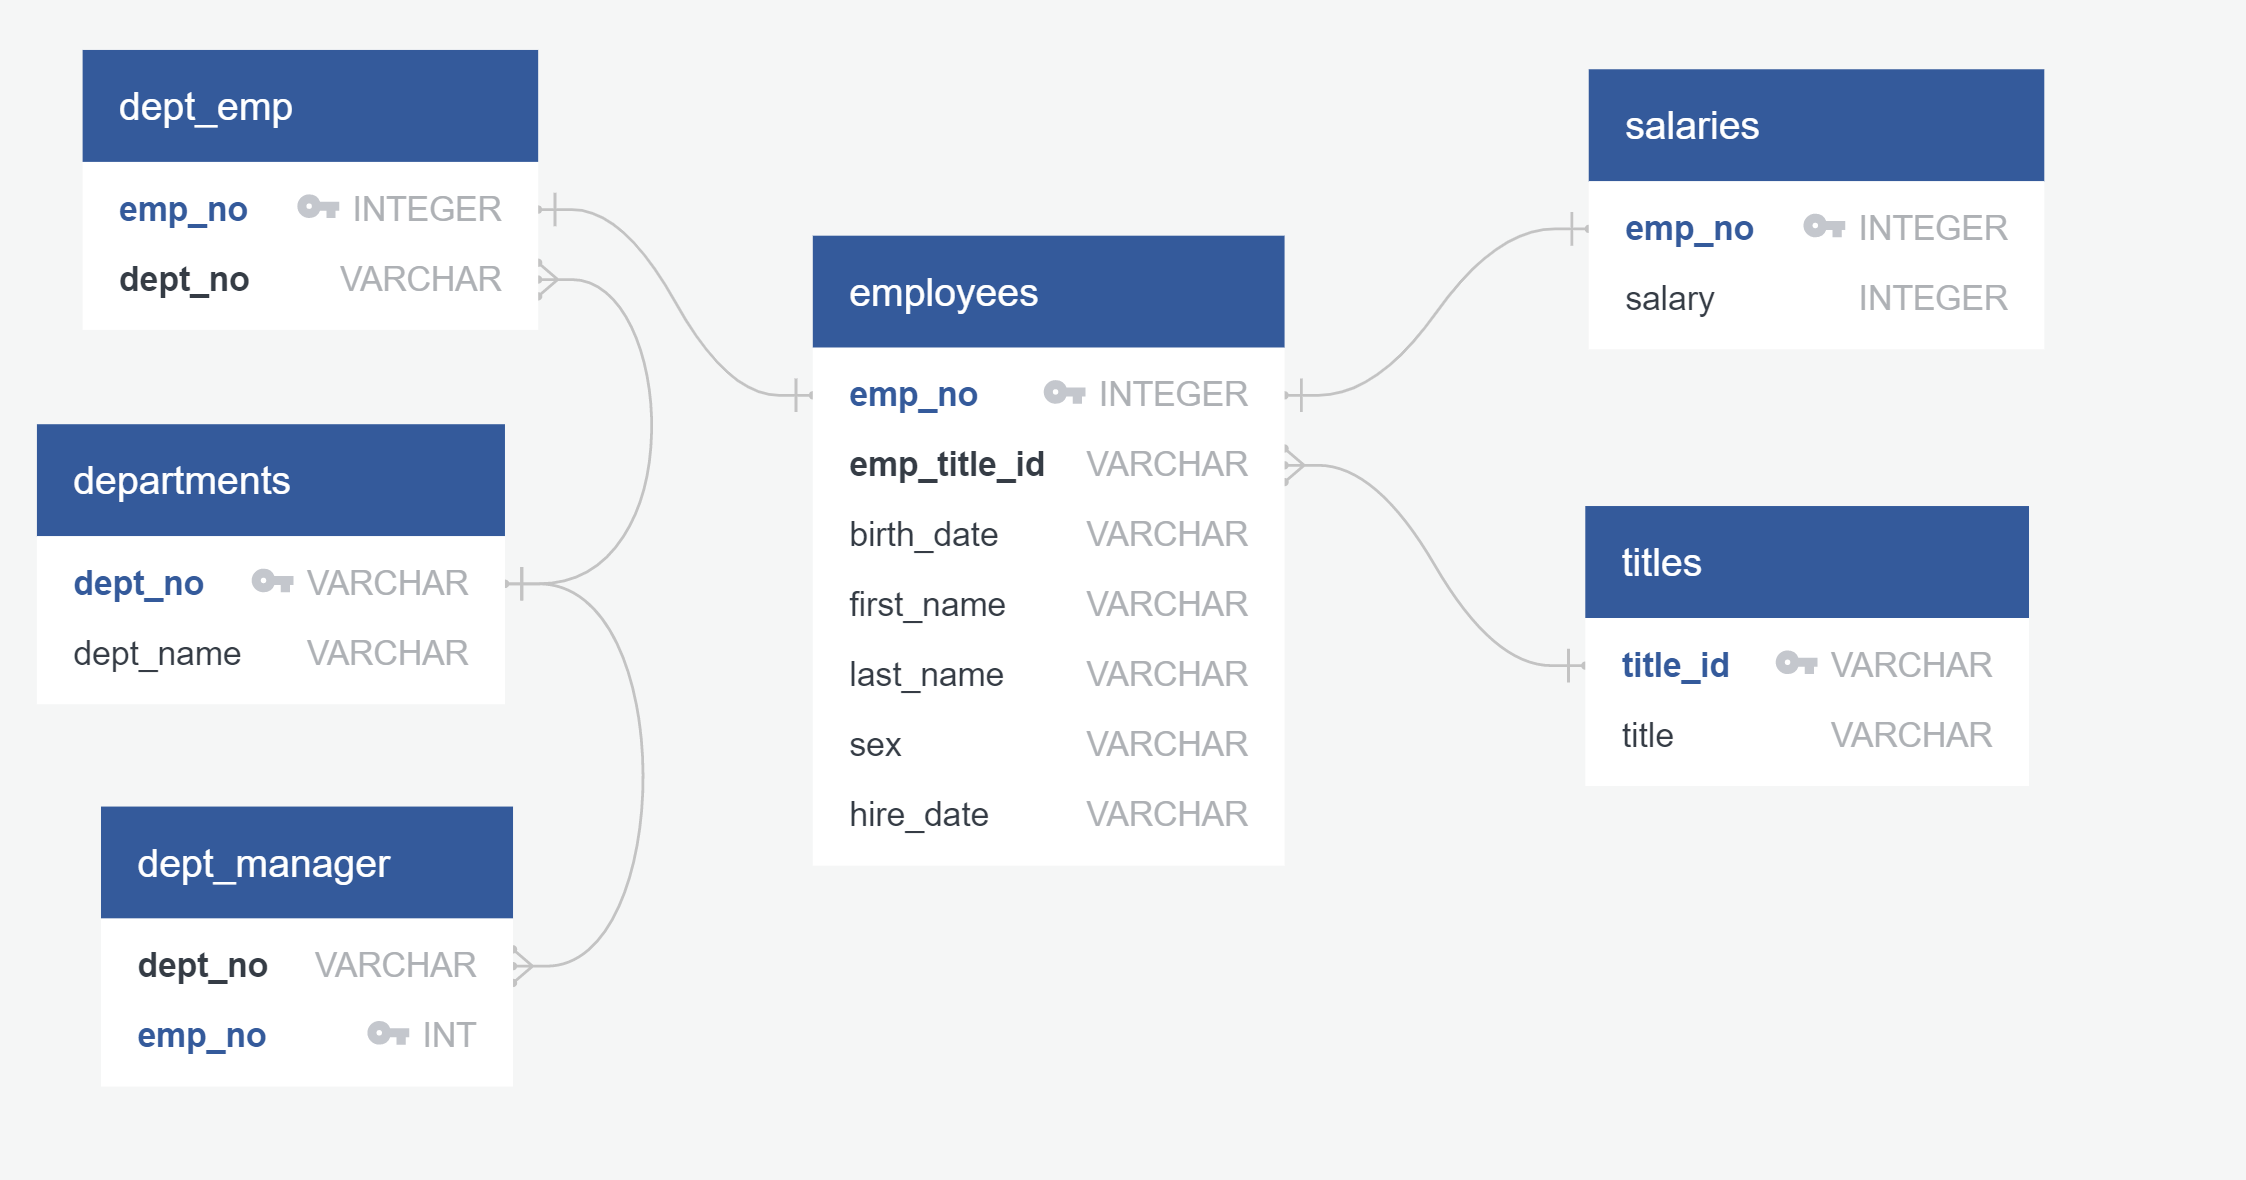 dept_emp
emp_no INTEGER
dept_no VARCHAR
departments
dept_no VARCHAR
dept_name VARCHAR
dept_manager
dept_no VARCHAR
emp_no INT
employees
emp_no INTEGER
emp_title_id VARCHAR
birth_date VARCHAR
first_name VARCHAR
last_name VARCHAR
sex VARCHAR
hire_date VARCHAR
salaries
emp_no INTEGER
salary INTEGER
titles
title_id VARCHAR
title VARCHAR